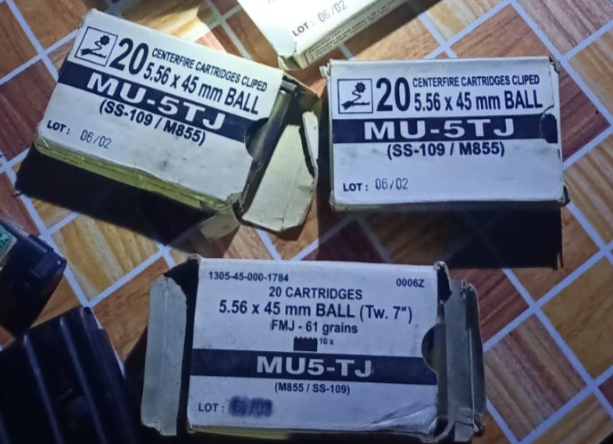 LOT: 06/02
20 CENTERFIRE CARTRIDGES CLIPED
5.56 x 45 mm BALL
MU-5TJ
(SS-109 / M855)
LOT: 06/02
20 CENTERFIRE CARTRIDGES CLIPED
5.56 x 45 mm BALL
MU-5TJ
(SS-109 / M855)
LOT: 06/02
1305-45-000-1784
0006Z
20 CARTRIDGES
5.56 x 45 mm BALL (Tw. 7")
FMJ - 61 grains
10 x
MU5-TJ
(M855 / SS-109)
LOT: